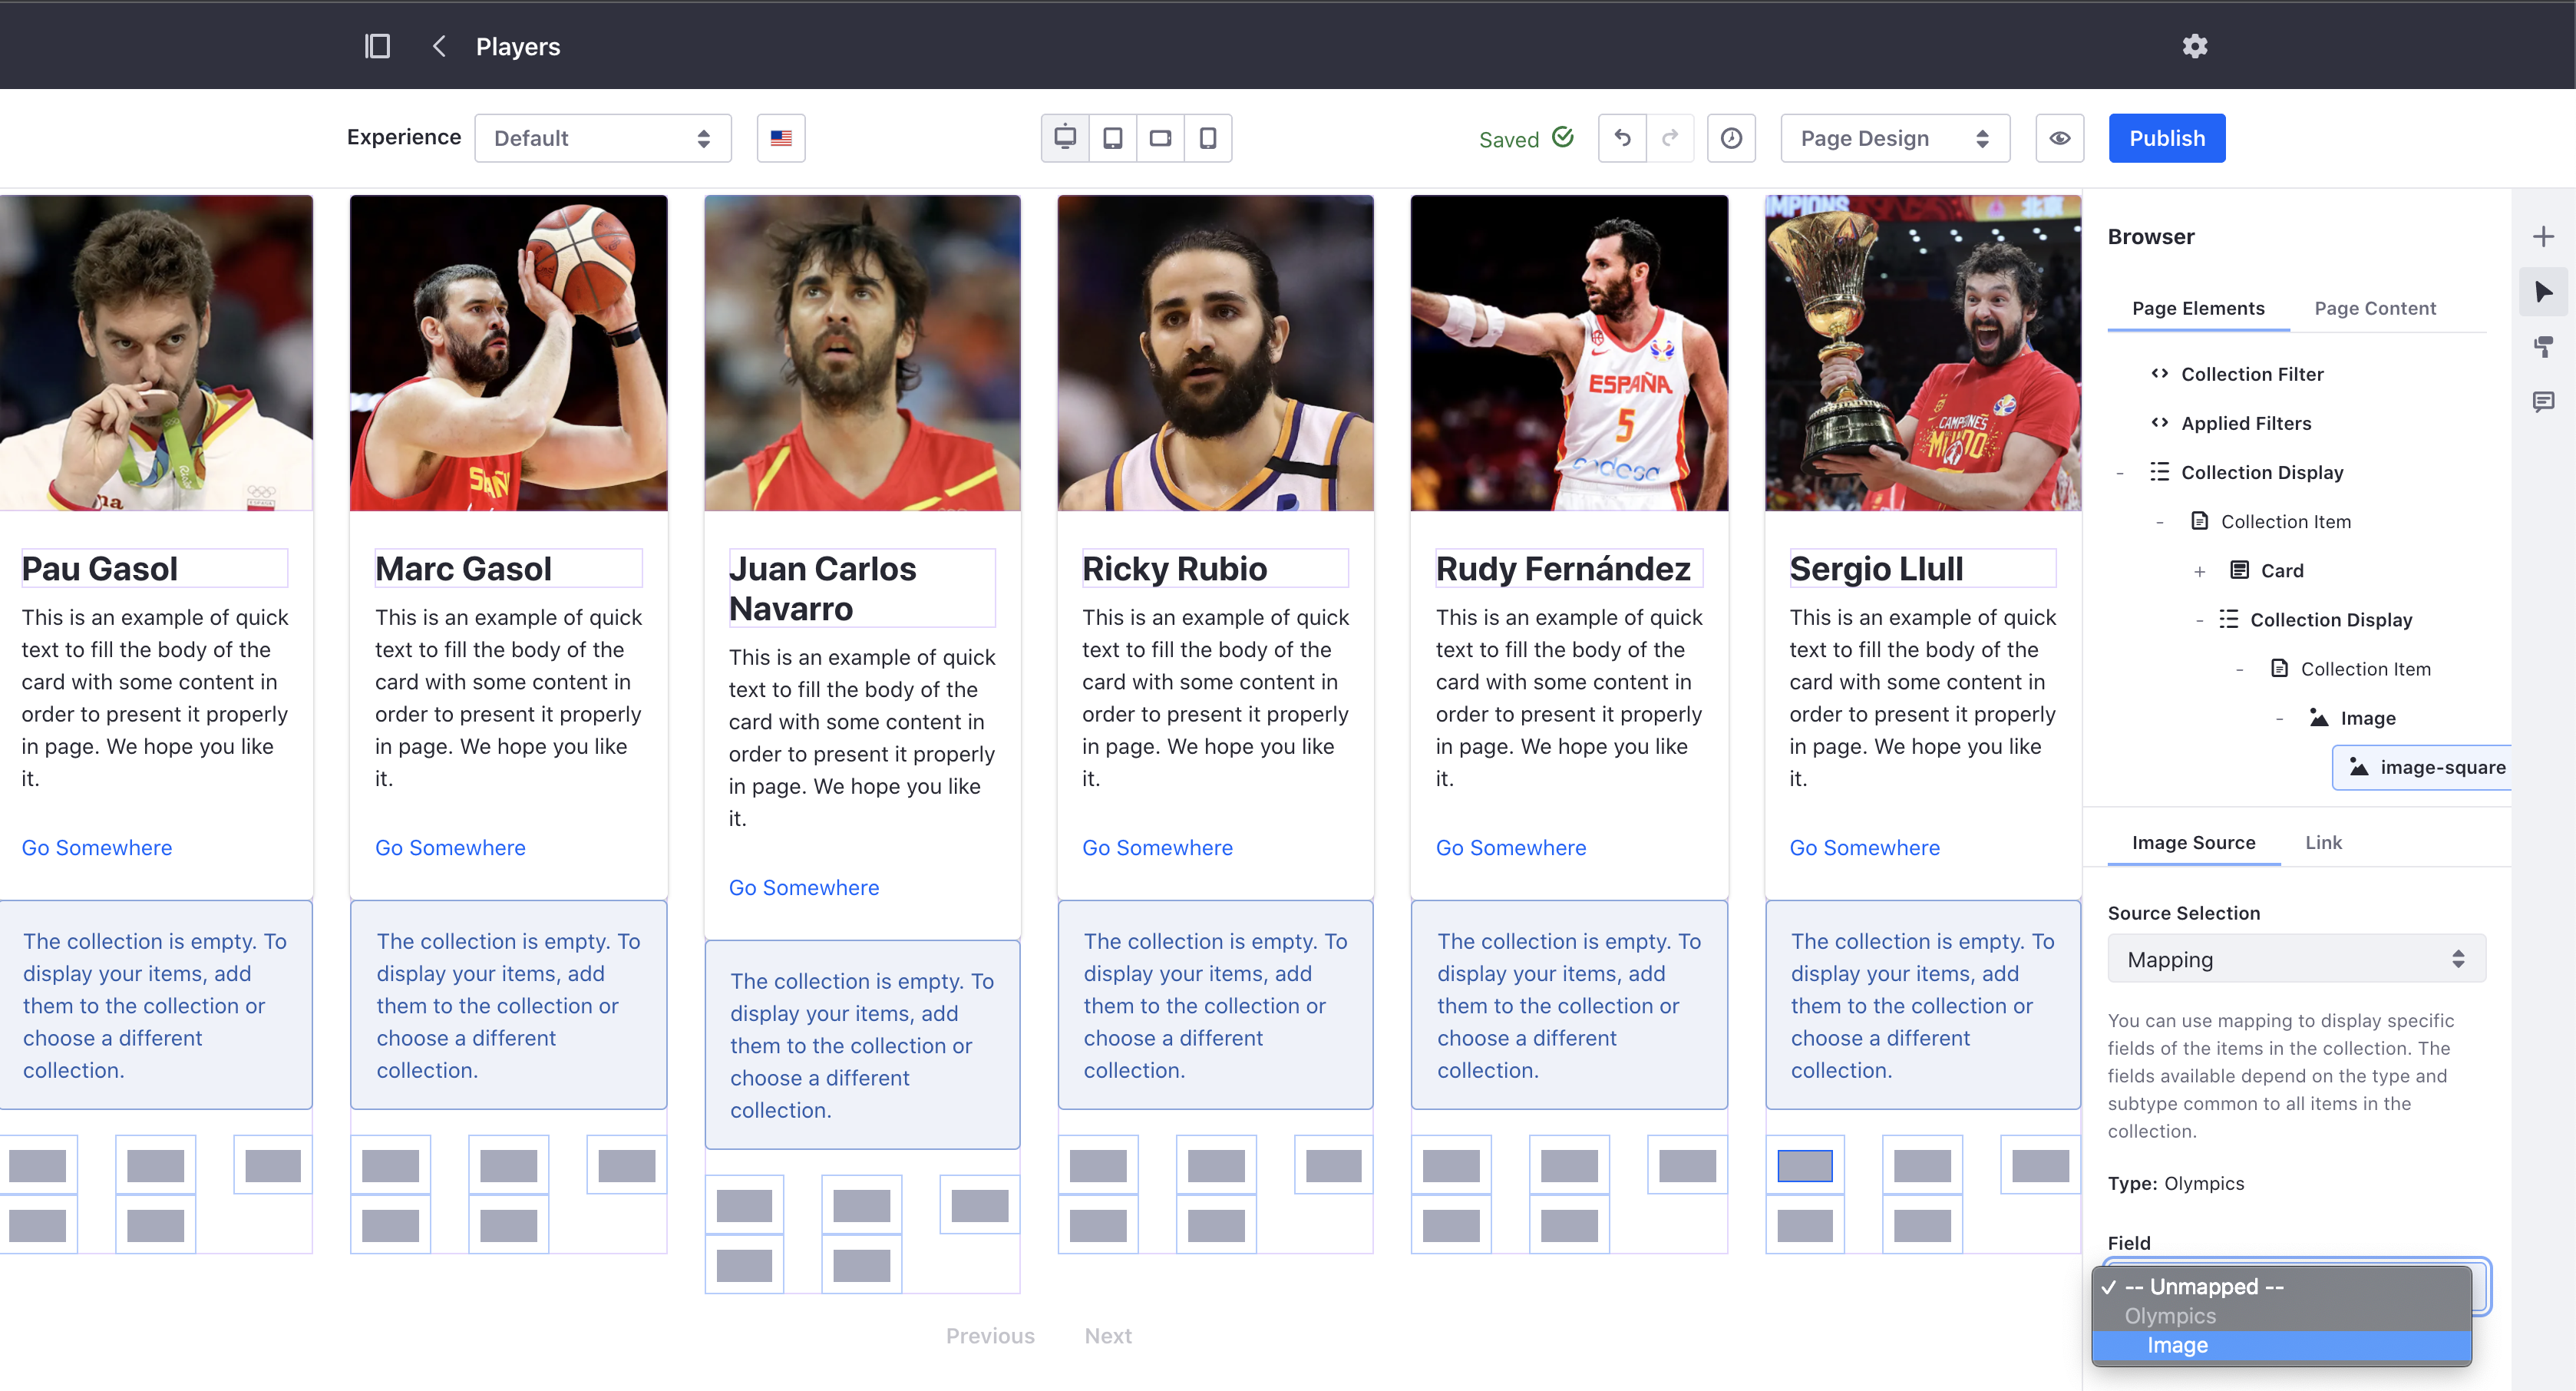 Players
Experience
Default
Saved
Page Design
Publish
Pau Gasol
This is an example of quick
text to fill the body of the
card with some content in
order to present it properly
in page. We hope you like
it.
Go Somewhere
The collection is empty. To
display your items, add
them to the collection or
choose a different
collection.
SPAÑ
Marc Gasol
This is an example of quick
text to fill the body of the
card with some content in
order to present it properly
in page. We hope you like
it.
Go Somewhere
The collection is empty. To
display your items, add
them to the collection or
choose a different
collection.
Juan Carlos
Navarro
This is an example of quick
text to fill the body of the
card with some content in
order to present it properly
in page. We hope you like
it.
Go Somewhere
The collection is empty. To
display your items, add
them to the collection or
choose a different
collection.
Ricky Rubio
This is an example of quick
text to fill the body of the
card with some content in
order to present it properly
in page. We hope you like
it.
Go Somewhere
The collection is empty. To
display your items, add
them to the collection or
choose a different
collection.
ESPAÑA
5
endesa
Rudy Fernández
This is an example of quick
text to fill the body of the
card with some content in
order to present it properly
in page. We hope you like
it.
Go Somewhere
The collection is empty. To
display your items, add
them to the collection or
choose a different
collection.
CAMPEONES
MUNDO
Sergio Llull
This is an example of quick
text to fill the body of the
card with some content in
order to present it properly
in page. We hope you like
it.
Go Somewhere
The collection is empty. To
display your items, add
them to the collection or
choose a different
collection.
Previous
Next
Browser
Page Elements
Page Content
Collection Filter
Applied Filters
Collection Display
Collection Item
Card
Collection Display
Collection Item
Image
image-square
Image Source
Link
Source Selection
Mapping
You can use mapping to display specific
fields of the items in the collection. The
fields available depend on the type and
subtype common to all items in the
collection.
Type: Olympics
Field
-- Unmapped --
Olympics
Image